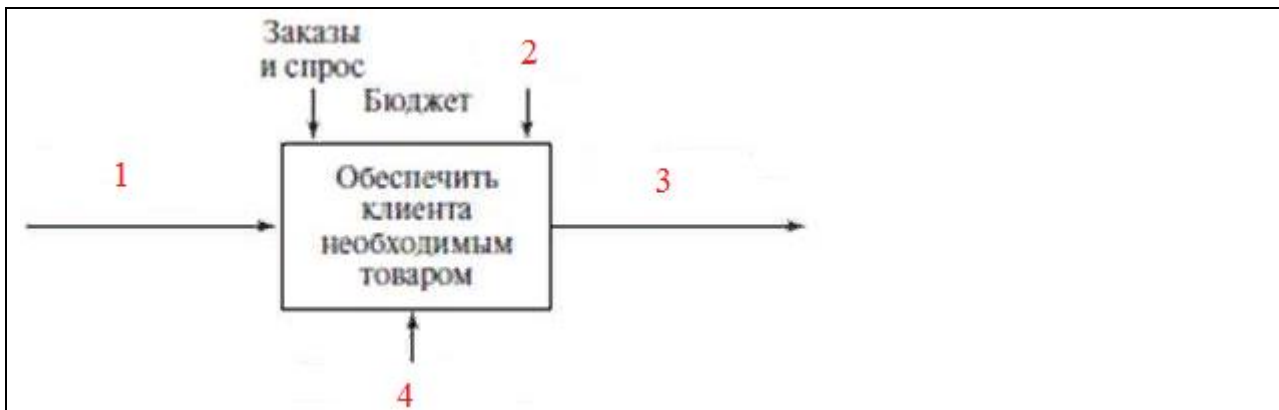 Заказы
и спрос
2
Бюджет
1
Обеспечить
клиента
необходимым
товаром
3
4